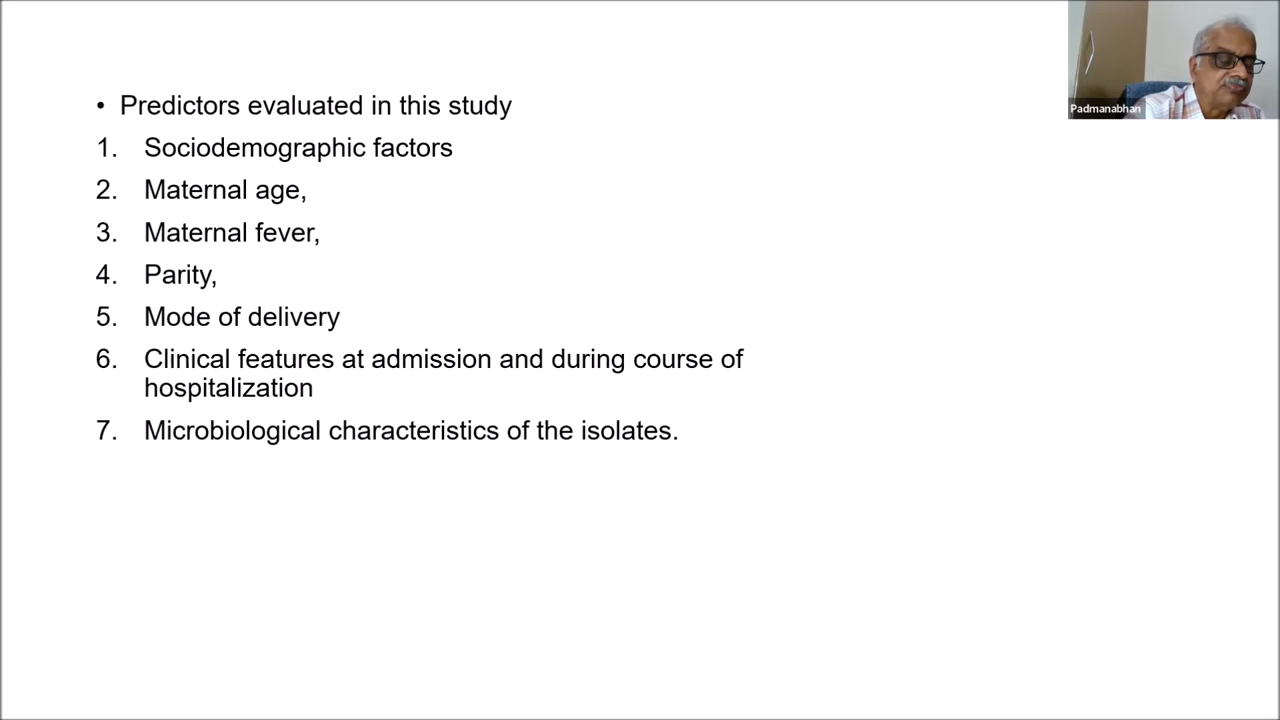 • Predictors evaluated in this study
1. Sociodemographic factors
2. Maternal age,
3. Maternal fever,
4. Parity,
5. Mode of delivery
6. Clinical features at admission and during course of
hospitalization
7. Microbiological characteristics of the isolates.
Padmanabhan